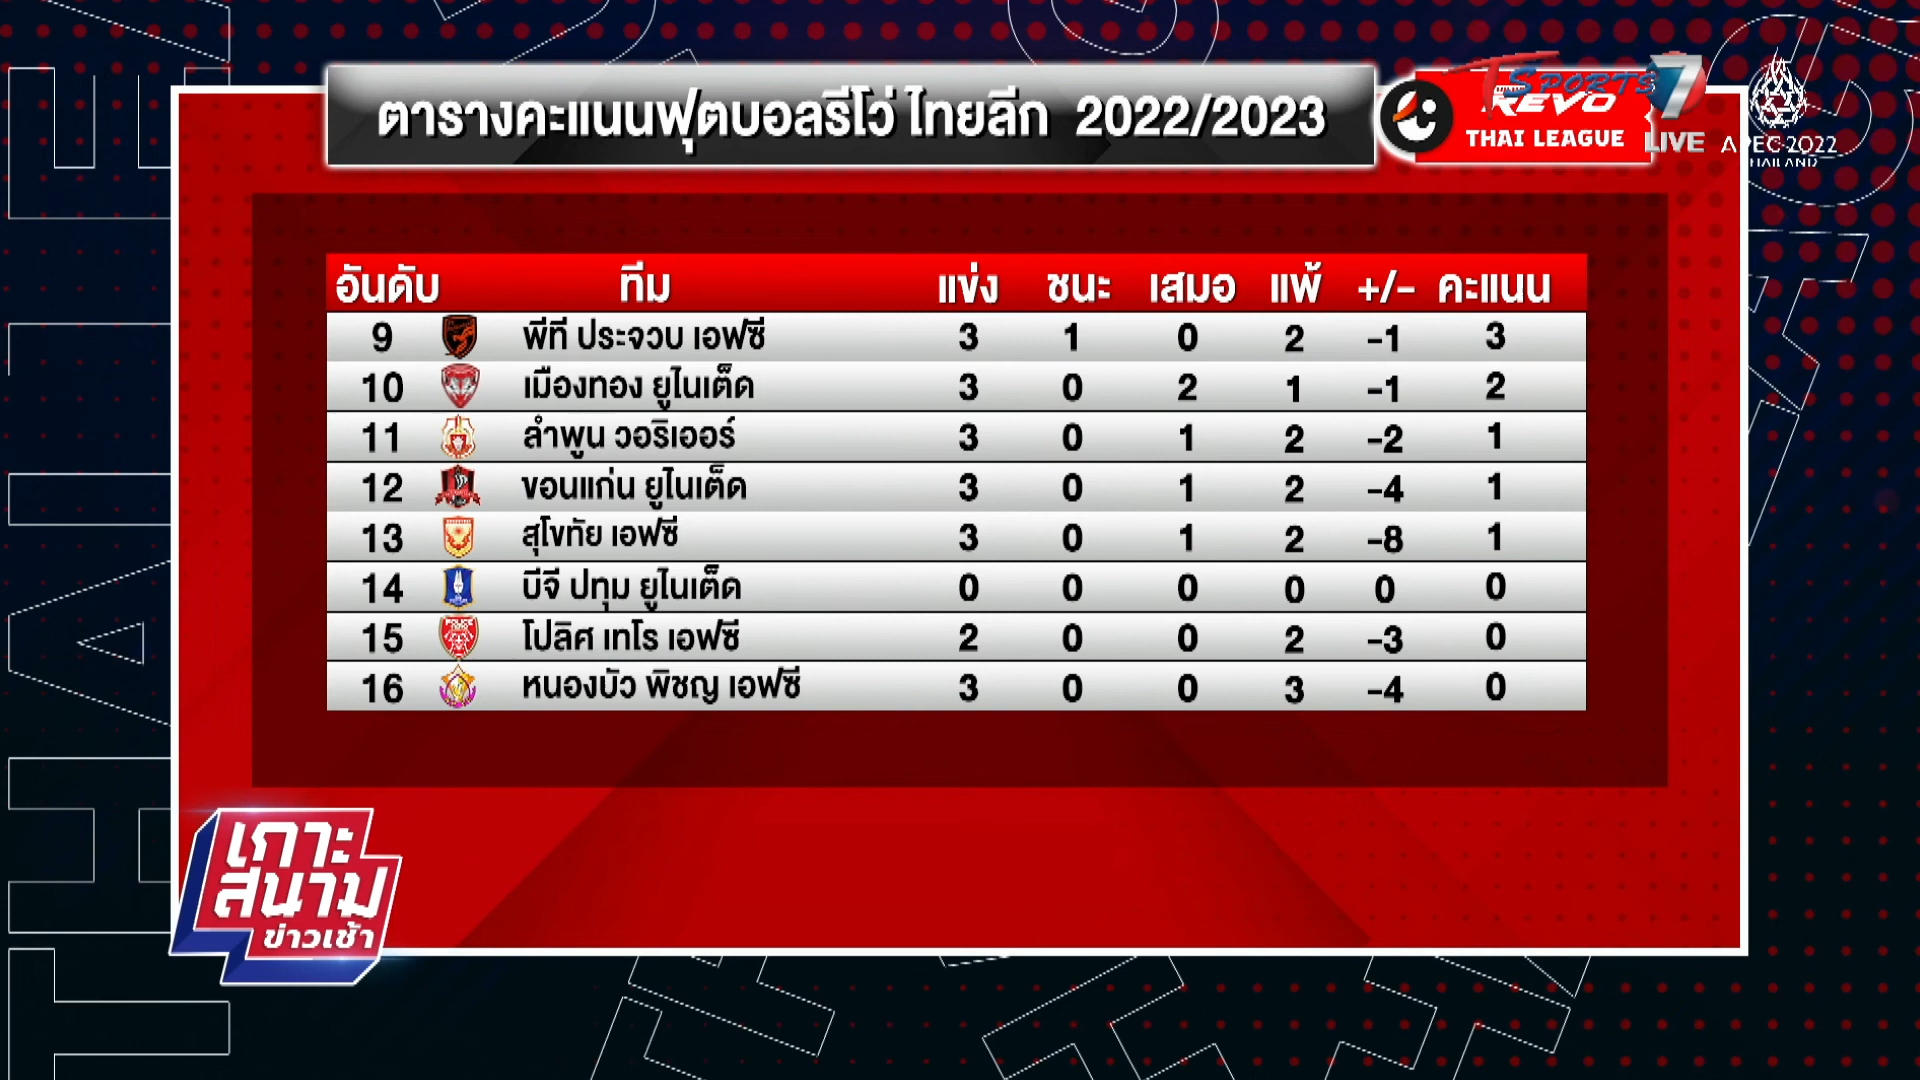 ตารางคะแนนฟุตบอลรีโว่ ไทยลีก 2022/2023
REVO
THAI LEAGUE
TSPORTS 7
LIVE
APEC 2022
THAILAND
อันดับ ทีม แข่ง ชนะ เสมอ แพ้ +/- คะแนน
9 พีที ประจวบ เอฟซี 3 1 0 2 -1 3
10 เมืองทอง ยูไนเต็ด 3 0 2 1 -1 2
11 ลำพูน วอริเออร์ 3 0 1 2 -2 1
12 ขอนแก่น ยูไนเต็ด 3 0 1 2 -4 1
13 สุโขทัย เอฟซี 3 0 1 2 -8 1
14 บีจี ปทุม ยูไนเต็ด 0 0 0 0 0 0
15 โปลิศ เทโร เอฟซี 2 0 0 2 -3 0
16 หนองบัว พิชญ เอฟซี 3 0 0 3 -4 0
เกาะ
สนาม
ข่าวเช้า